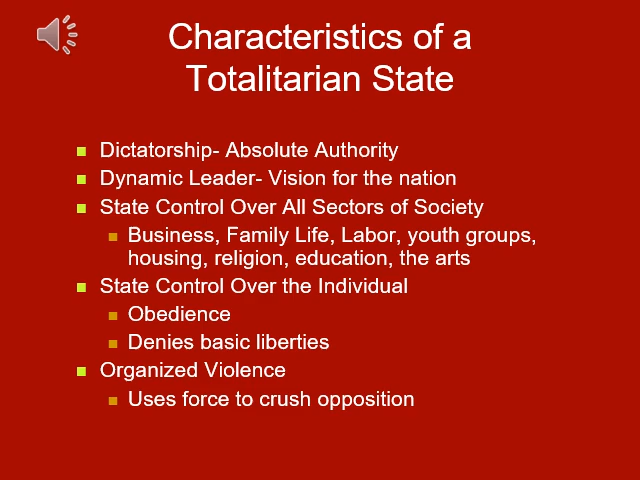 Characteristics of a
Totalitarian State
Dictatorship- Absolute Authority
Dynamic Leader- Vision for the nation
State Control Over All Sectors of Society
Business, Family Life, Labor, youth groups,
housing, religion, education, the arts
State Control Over the Individual
Obedience
Denies basic liberties
Organized Violence
Uses force to crush opposition